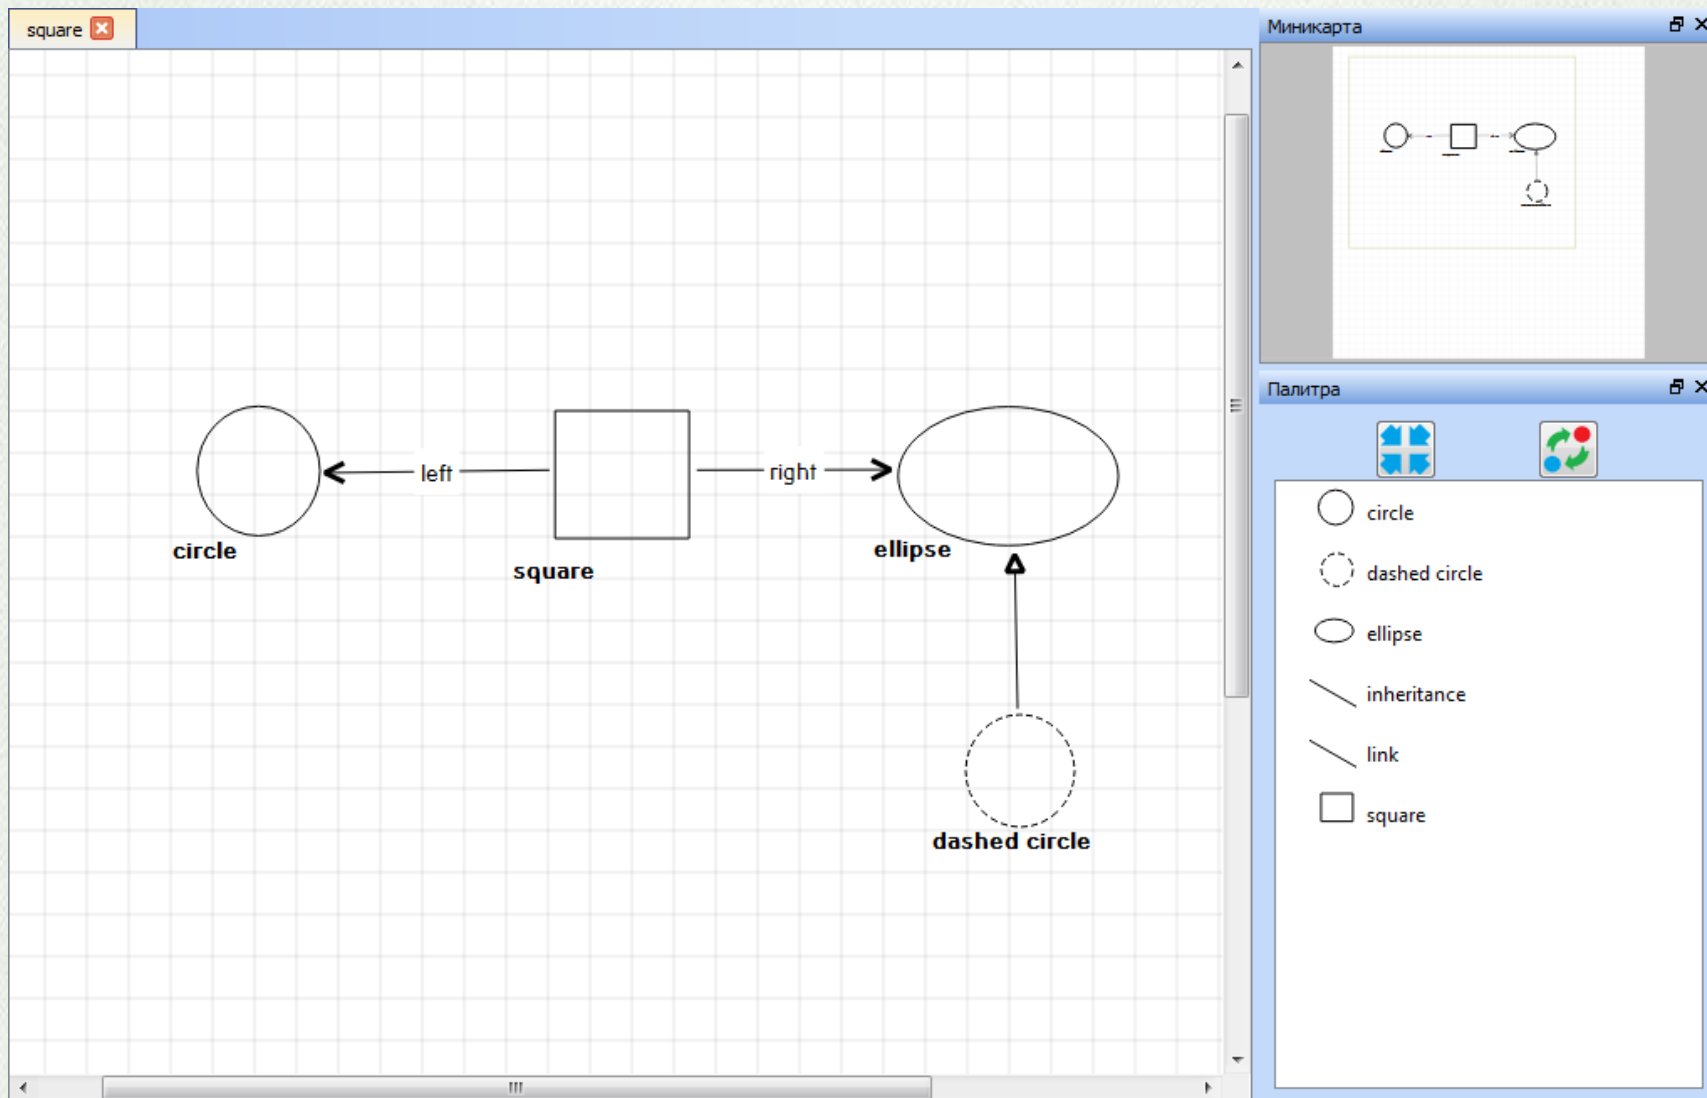 square
Миникарта
left
right
circle
square
ellipse
dashed circle
Палитра
circle
dashed circle
ellipse
inheritance
link
square